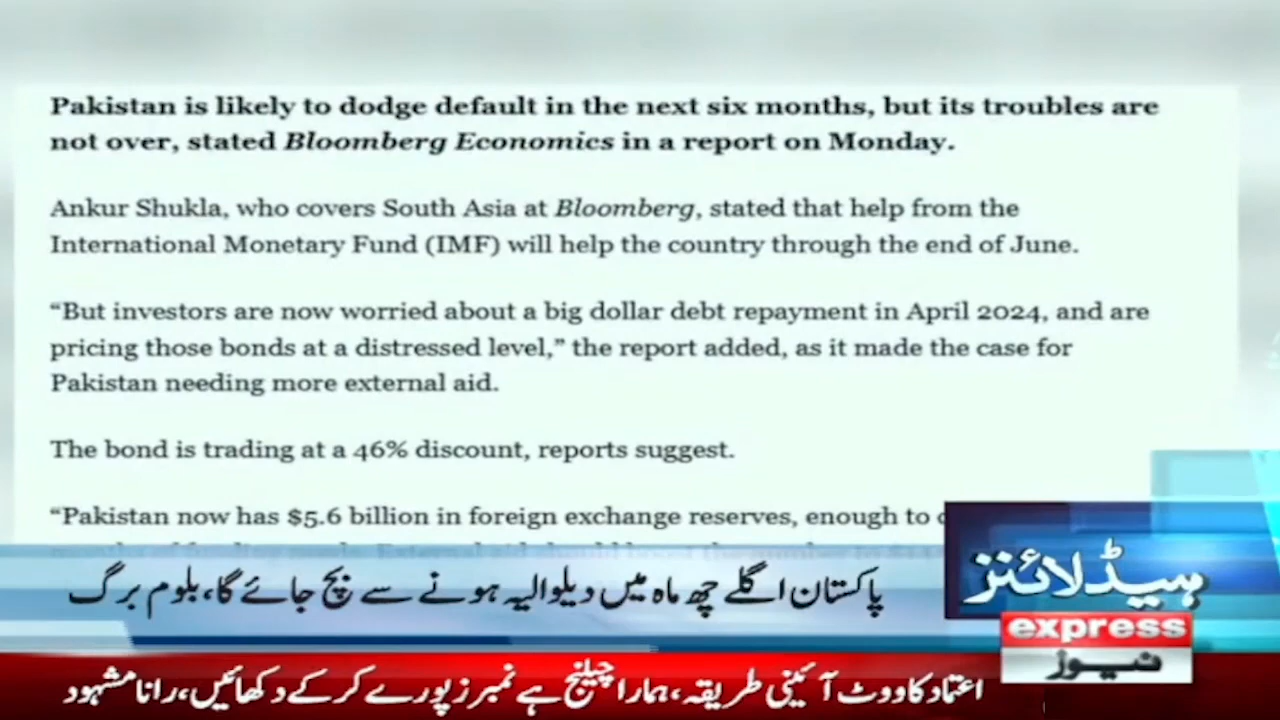 Pakistan is likely to dodge default in the next six months, but its troubles are
not over, stated Bloomberg Economics in a report on Monday.
Ankur Shukla, who covers South Asia at Bloomberg, stated that help from the
International Monetary Fund (IMF) will help the country through the end of June.
“But investors are now worried about a big dollar debt repayment in April 2024, and are
pricing those bonds at a distressed level,” the report added, as it made the case for
Pakistan needing more external aid.
The bond is trading at a 46% discount, reports suggest.
“Pakistan now has $5.6 billion in foreign exchange reserves, enough to
پاکستان اگلے چھ ماہ میں دیوالیہ ہونے سے بچ جائے گا، بلوم برگ
ہیڈلائنز
express
نیوز
اعتماد کا ووٹ آئینی طریقہ، ہمارا چیلنج ہے نمبرز پورے کرکے دکھائیں، رانا مشہود